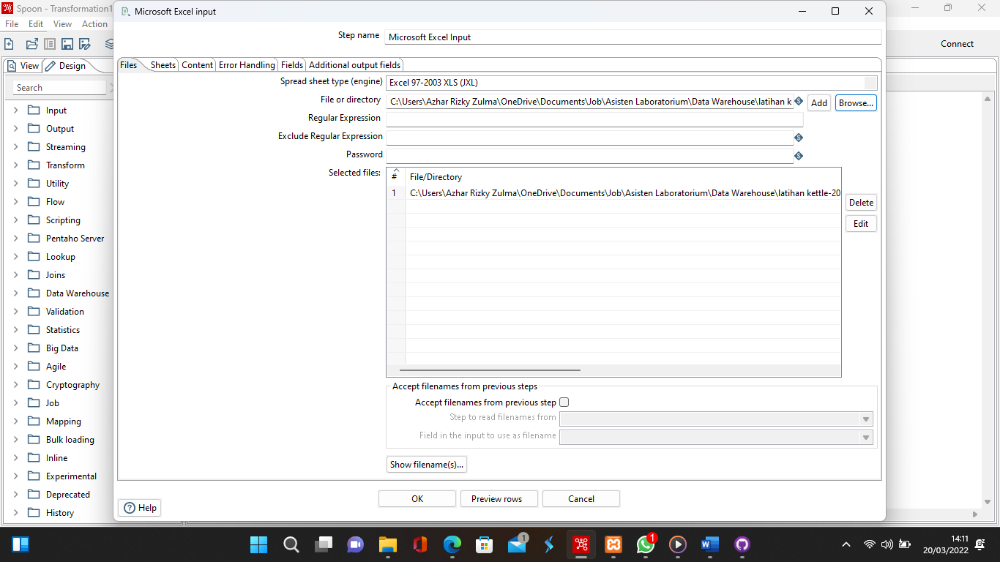 Spoon - Transformation1
Microsoft Excel input
File Edit View Action
Connect
View Design
Search
Input
Output
Streaming
Transform
Utility
Flow
Scripting
Pentaho Server
Lookup
Joins
Data Warehouse
Validation
Statistics
Big Data
Agile
Cryptography
Job
Mapping
Bulk loading
Inline
Experimental
Deprecated
History
Step name Microsoft Excel Input
Files Sheets Content Error Handling Fields Additional output fields
Spread sheet type (engine) Excel 97-2003 XLS (JXL)
File or directory C:\Users\Azhar Rizky Zulma\OneDrive\Documents\Job\Asisten Laboratorium\Data Warehouse\latihan k Add Browse...
Regular Expression
Exclude Regular Expression
Password
Selected files: # File/Directory
1 C:\Users\Azhar Rizky Zulma\OneDrive\Documents\Job\Asisten Laboratorium\Data Warehouse\latihan kettle-20
Delete
Edit
Accept filenames from previous steps
Accept filenames from previous step
Step to read filenames from
Field in the input to use as filename
Show filename(s)...
OK Preview rows Cancel
Help
1
1
14:11
20/03/2022